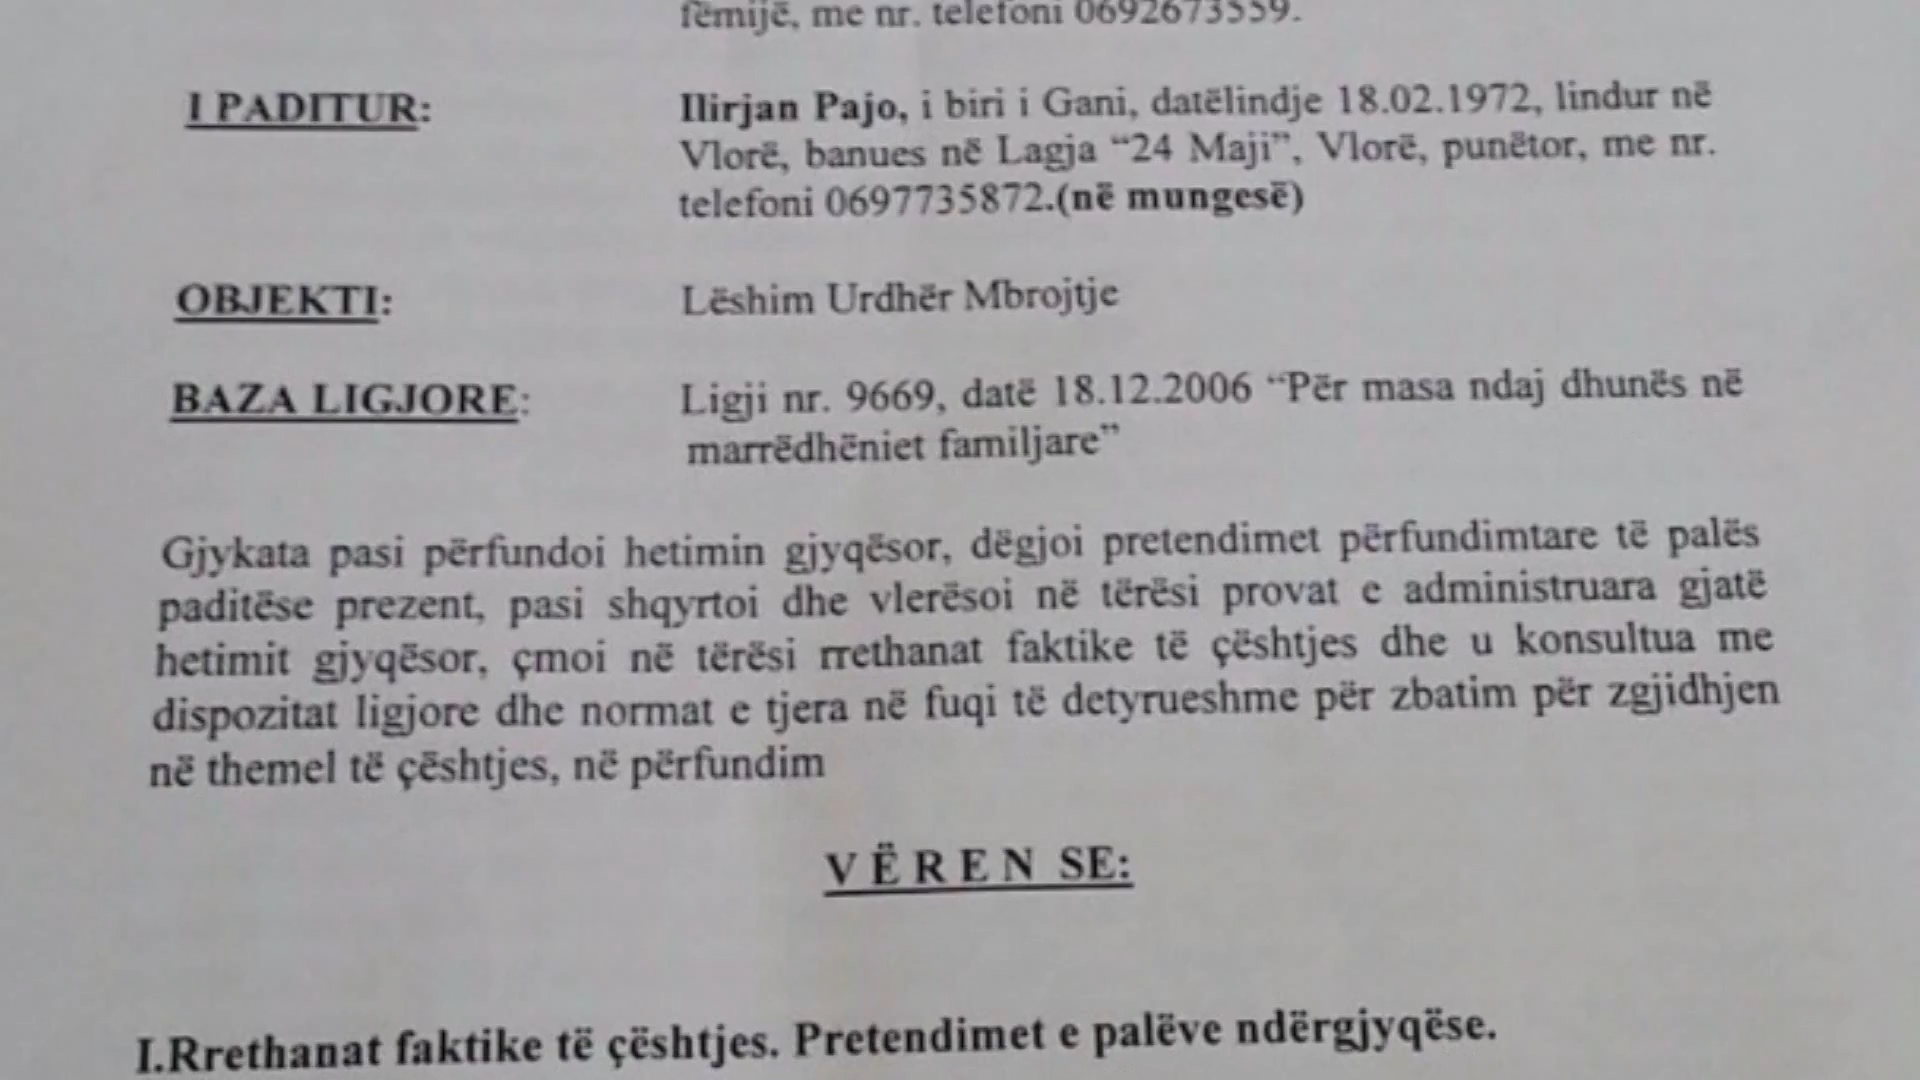 fëmijë, me nr. telefoni 0692673559.
I PADITUR: Ilirjan Pajo, i biri i Gani, datëlindje 18.02.1972, lindur në
Vlorë, banues në Lagja “24 Maji”, Vlorë, punëtor, me nr.
telefoni 0697735872.(në mungesë)
OBJEKTI: Lëshim Urdhër Mbrojtje
BAZA LIGJORE: Ligji nr. 9669, datë 18.12.2006 “Për masa ndaj dhunës në
marrëdhëniet familjare”
Gjykata pasi përfundoi hetimin gjyqësor, dëgjoi pretendimet përfundimtare të palës
paditëse prezent, pasi shqyrtoi dhe vlerësoi në tërësi provat e administruara gjatë
hetimit gjyqësor, çmoi në tërësi rrethanat faktike të çështjes dhe u konsultua me
dispozitat ligjore dhe normat e tjera në fuqi të detyrueshme për zbatim për zgjidhjen
në themel të çështjes, në përfundim
V Ë R E N SE:
I.Rrethanat faktike të çështjes. Pretendimet e palëve ndërgjyqëse.